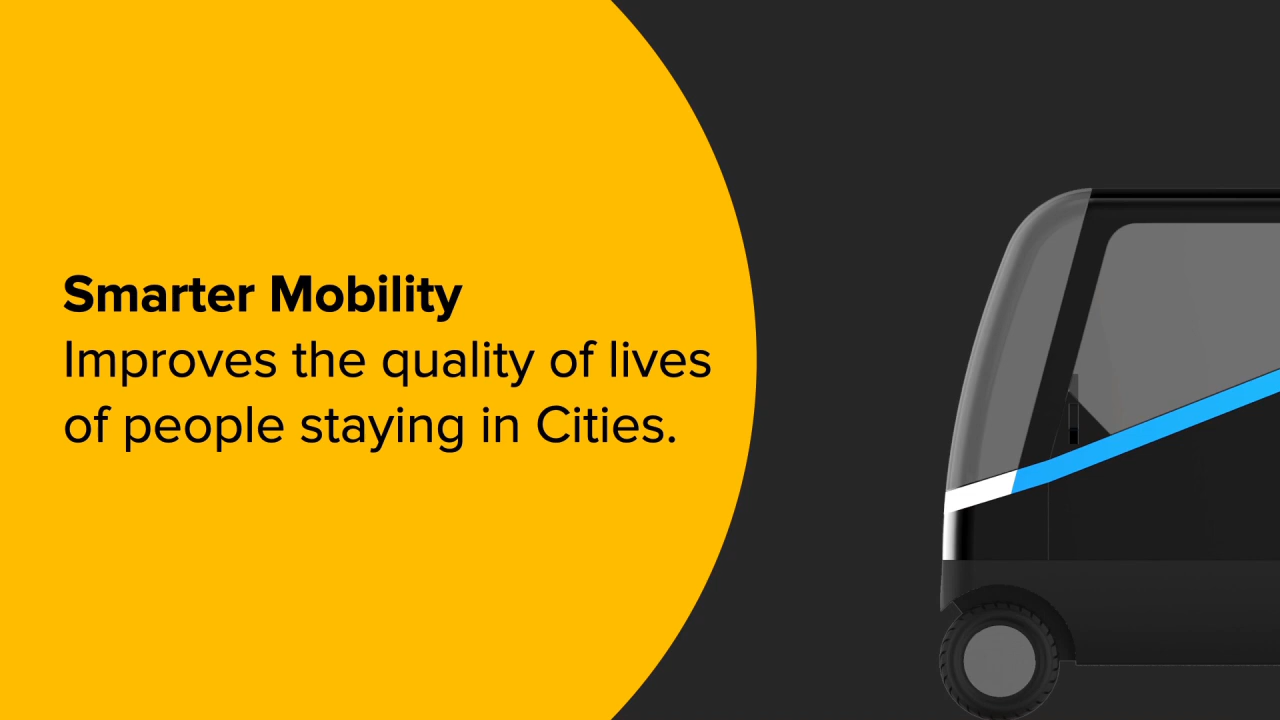 Smarter Mobility
Improves the quality of lives
of people staying in Cities.